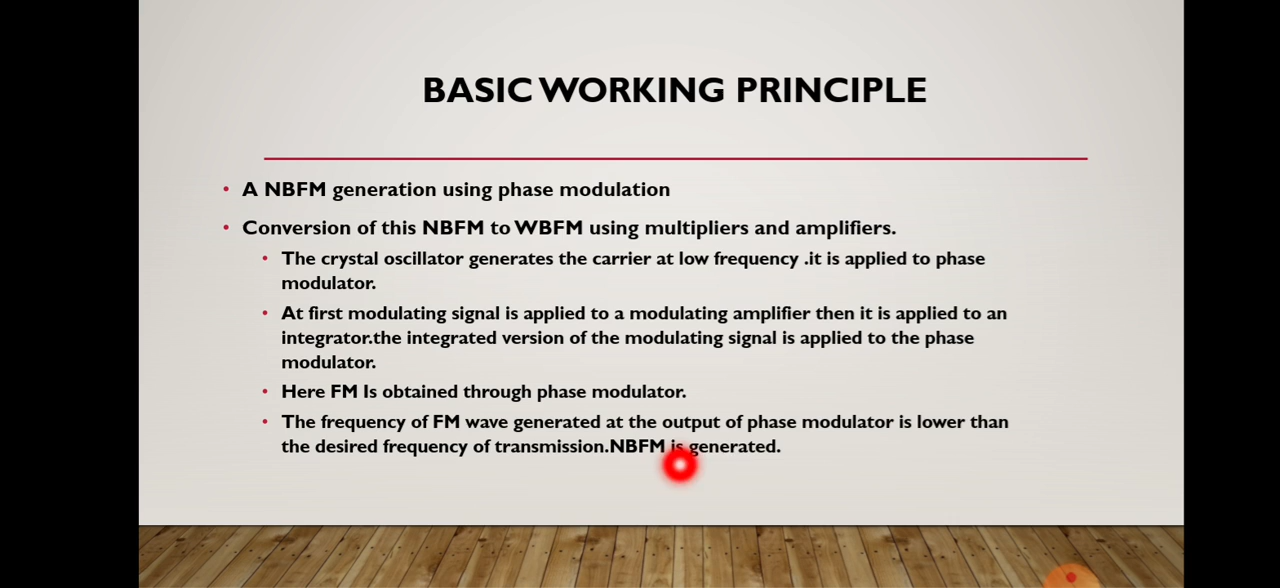 BASIC WORKING PRINCIPLE
• A NBFM generation using phase modulation
• Conversion of this NBFM to WBFM using multipliers and amplifiers.
• The crystal oscillator generates the carrier at low frequency .it is applied to phase
modulator.
• At first modulating signal is applied to a modulating amplifier then it is applied to an
integrator.the integrated version of the modulating signal is applied to the phase
modulator.
• Here FM Is obtained through phase modulator.
• The frequency of FM wave generated at the output of phase modulator is lower than
the desired frequency of transmission.NBFM is generated.